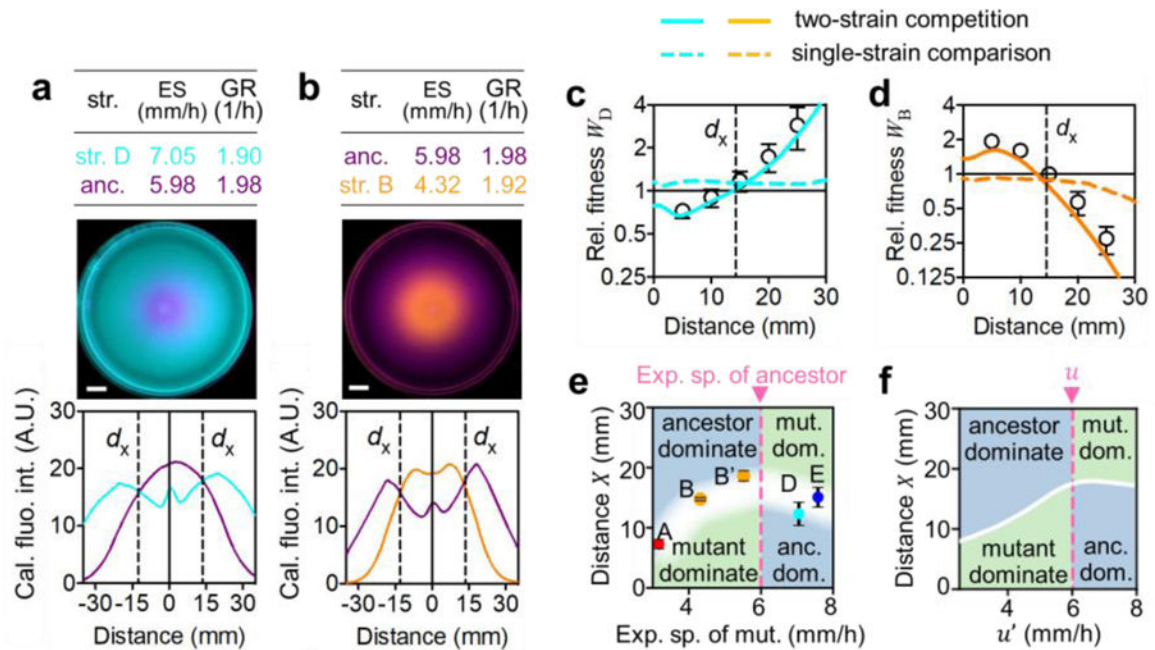 two-strain competition
single-strain comparison
a
str. ES (mm/h) GR (1/h)
str. D 7.05 1.90
anc. 5.98 1.98
b
str. ES (mm/h) GR (1/h)
anc. 5.98 1.98
str. B 4.32 1.92
c
Rel. fitness W_D
4
2
1
0.5
0.25
d_x
0 10 20 30
Distance (mm)
d
Rel. fitness W_B
4
2
1
0.5
0.25
0.125
d_x
0 10 20 30
Distance (mm)
Cal. fluo. int. (A.U.)
30
20
10
0
d_x d_x
-30 -15 0 15 30
Distance (mm)
Cal. fluo. int. (A.U.)
30
20
10
0
d_x d_x
-30 -15 0 15 30
Distance (mm)
e
Exp. sp. of ancestor
Distance X (mm)
30
20
10
0
ancestor dominate
mut. dom.
A
B
B'
D
E
mutant dominate
anc. dom.
4 6 8
Exp. sp. of mut. (mm/h)
f
u
Distance X (mm)
30
20
10
0
ancestor dominate
mut. dom.
mutant dominate
anc. dom.
4 6 8
u' (mm/h)